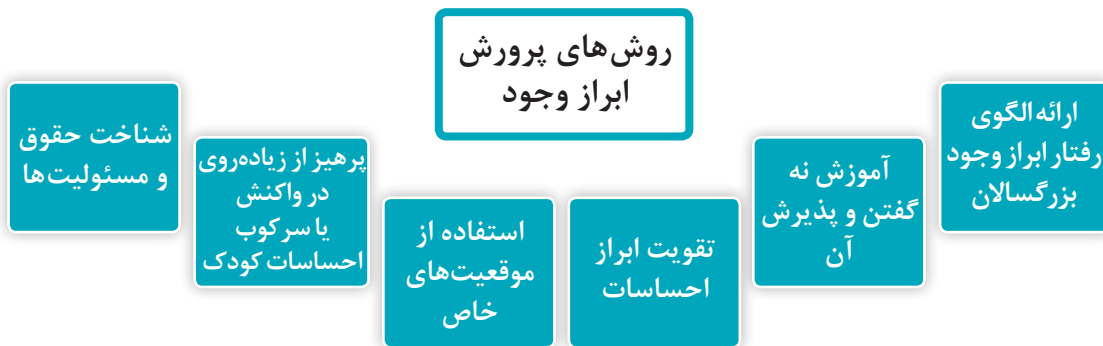 روش‌های پرورش
ابراز وجود
ارائه الگوی
رفتار ابراز وجود
بزرگسالان
آموزش نه
گفتن و پذیرش
آن
تقویت ابراز
احساسات
استفاده از
موقعیت‌های
خاص
پرهیز از زیاده‌روی
در واکنش
یا سرکوب
احساسات کودک
شناخت حقوق
و مسئولیت‌ها